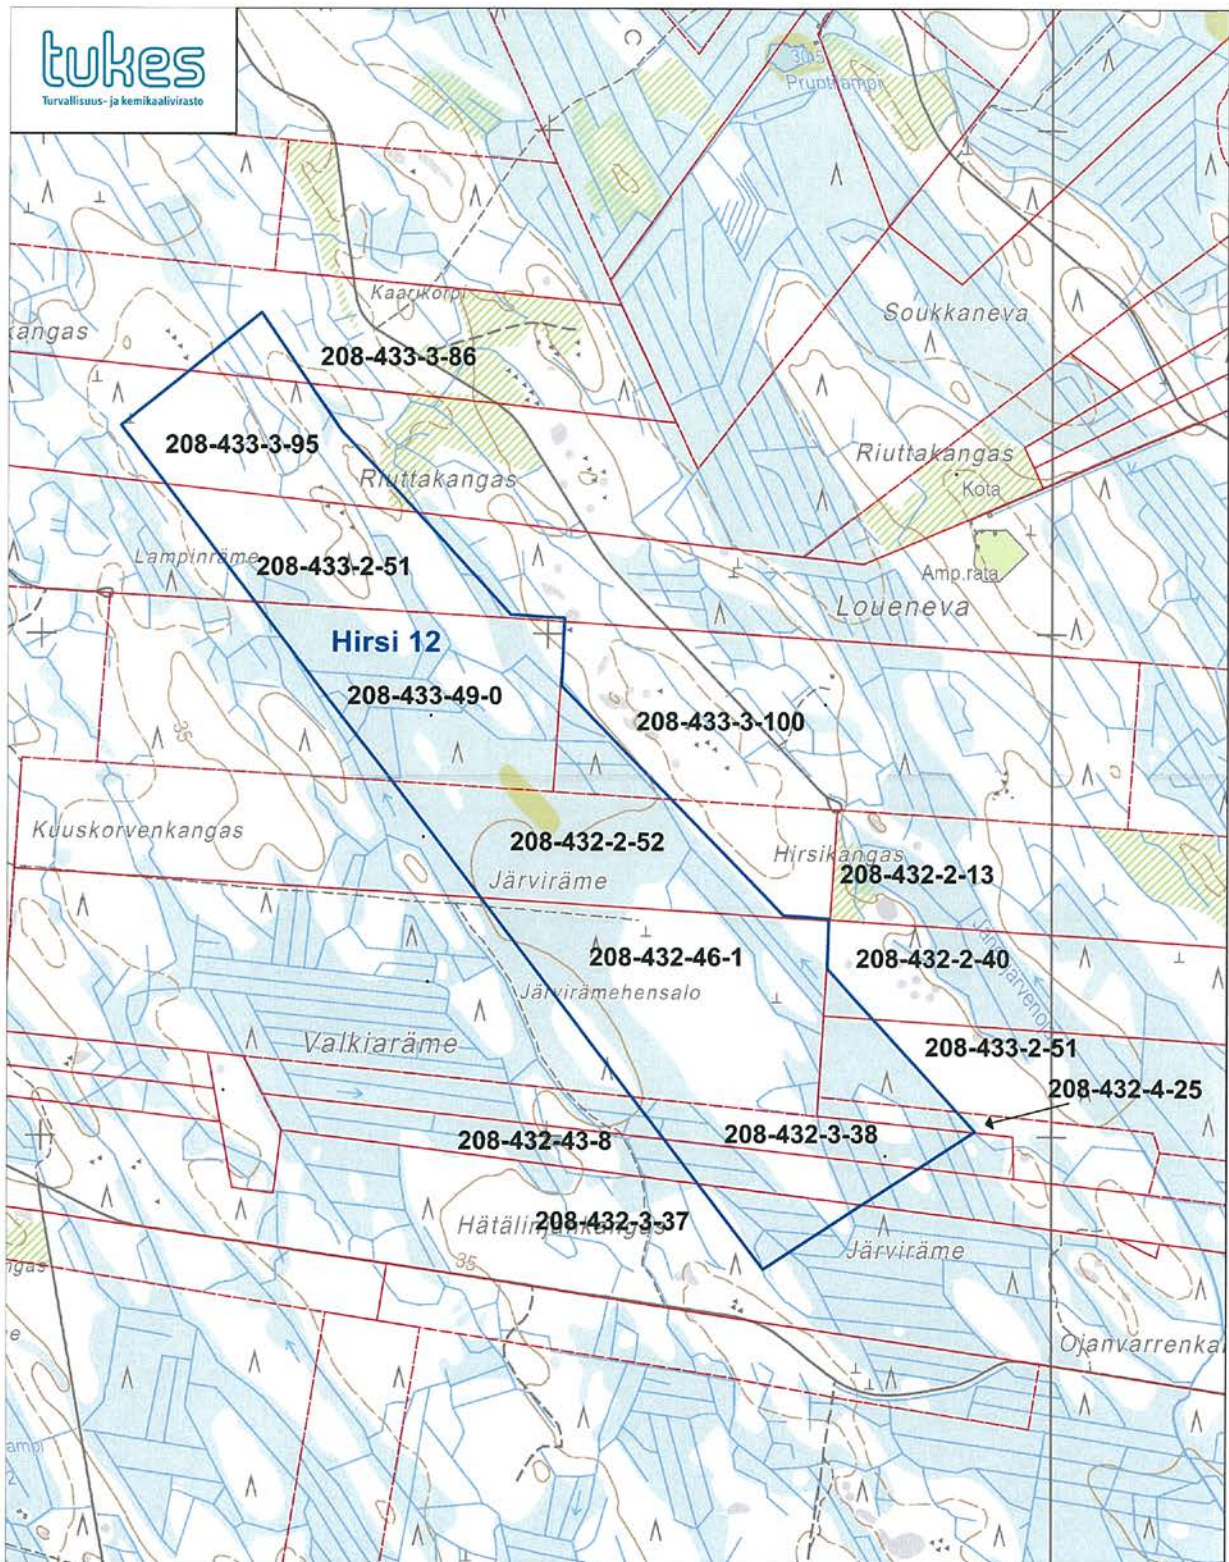 tukes
Turvallisuus- ja kemikaalivirasto
Kaarikorpi
Soukkaneva
kangas
208-433-3-86
208-433-3-95
Riuttakangas
Riuttakangas
Kota
Lampinräme
208-433-2-51
Amp.rata
Loueneva
Hirsi 12
208-433-49-0
35
208-433-3-100
Kuuskorvenkangas
208-432-2-52
Hirsikangas
208-432-2-13
Järviräme
208-432-46-1
208-432-2-40
Järvirämehensalo
Valkiaräme
208-433-2-51
208-432-4-25
208-432-43-8
208-432-3-38
208-432-3-37
Hätälinjankangas
Järviräme
35
Ojanvarrenka